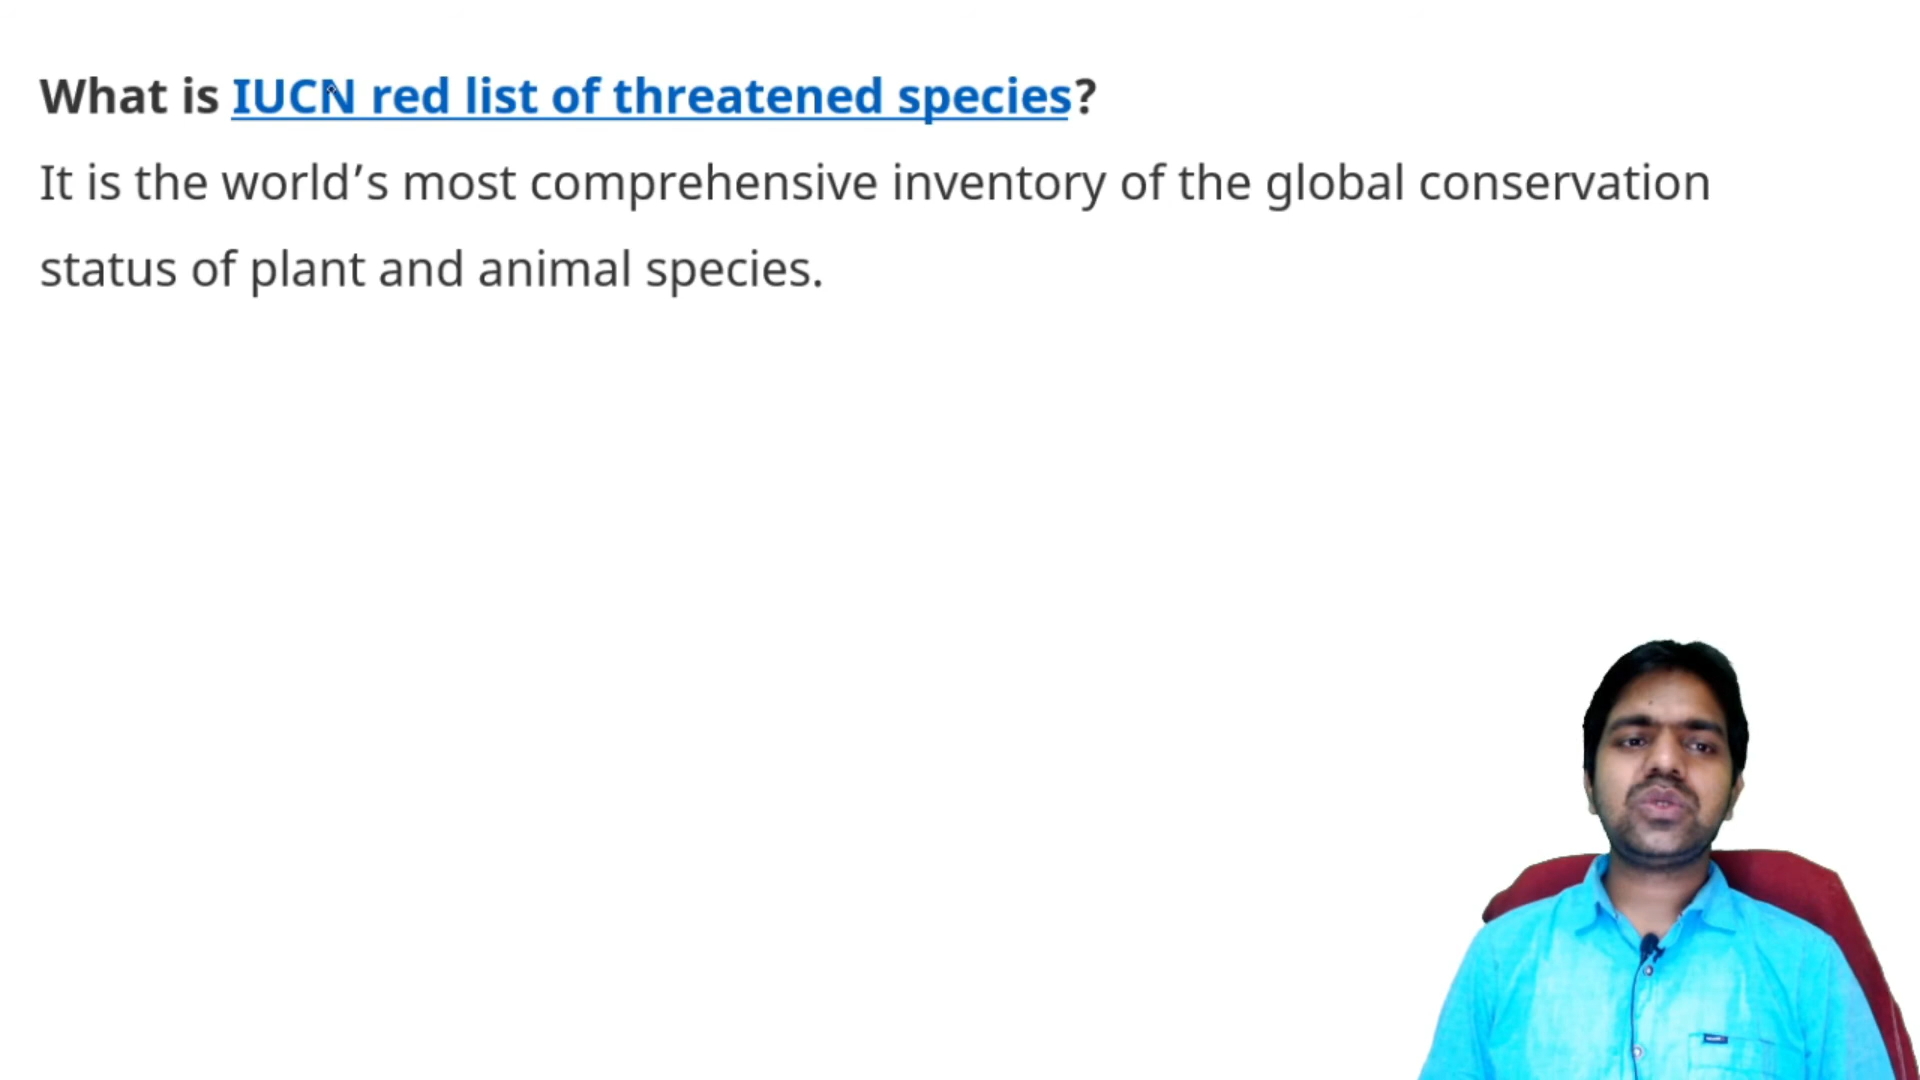 What is IUCN red list of threatened species?
It is the world’s most comprehensive inventory of the global conservation
status of plant and animal species.